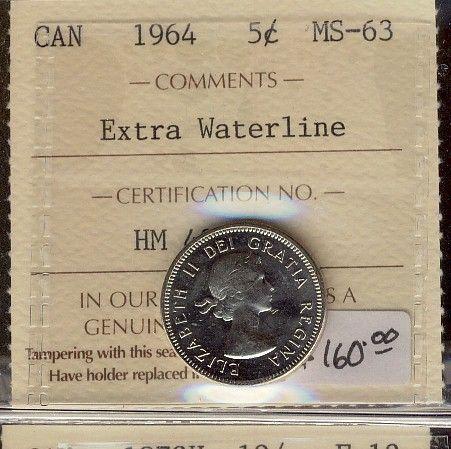 CAN 1964 5¢ MS-63
— COMMENTS —
Extra Waterline
— CERTIFICATION NO. —
HM
ELIZABETH II DEI GRATIA REGINA
IN OUR S A
GENUIN
Tampering with this sea
Have holder replaced
160.00